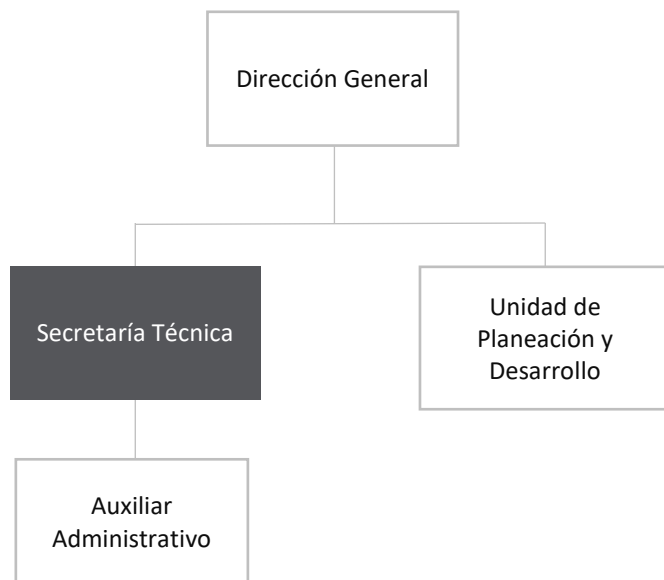 Dirección General
Secretaría Técnica
Unidad de
Planeación y
Desarrollo
Auxiliar
Administrativo